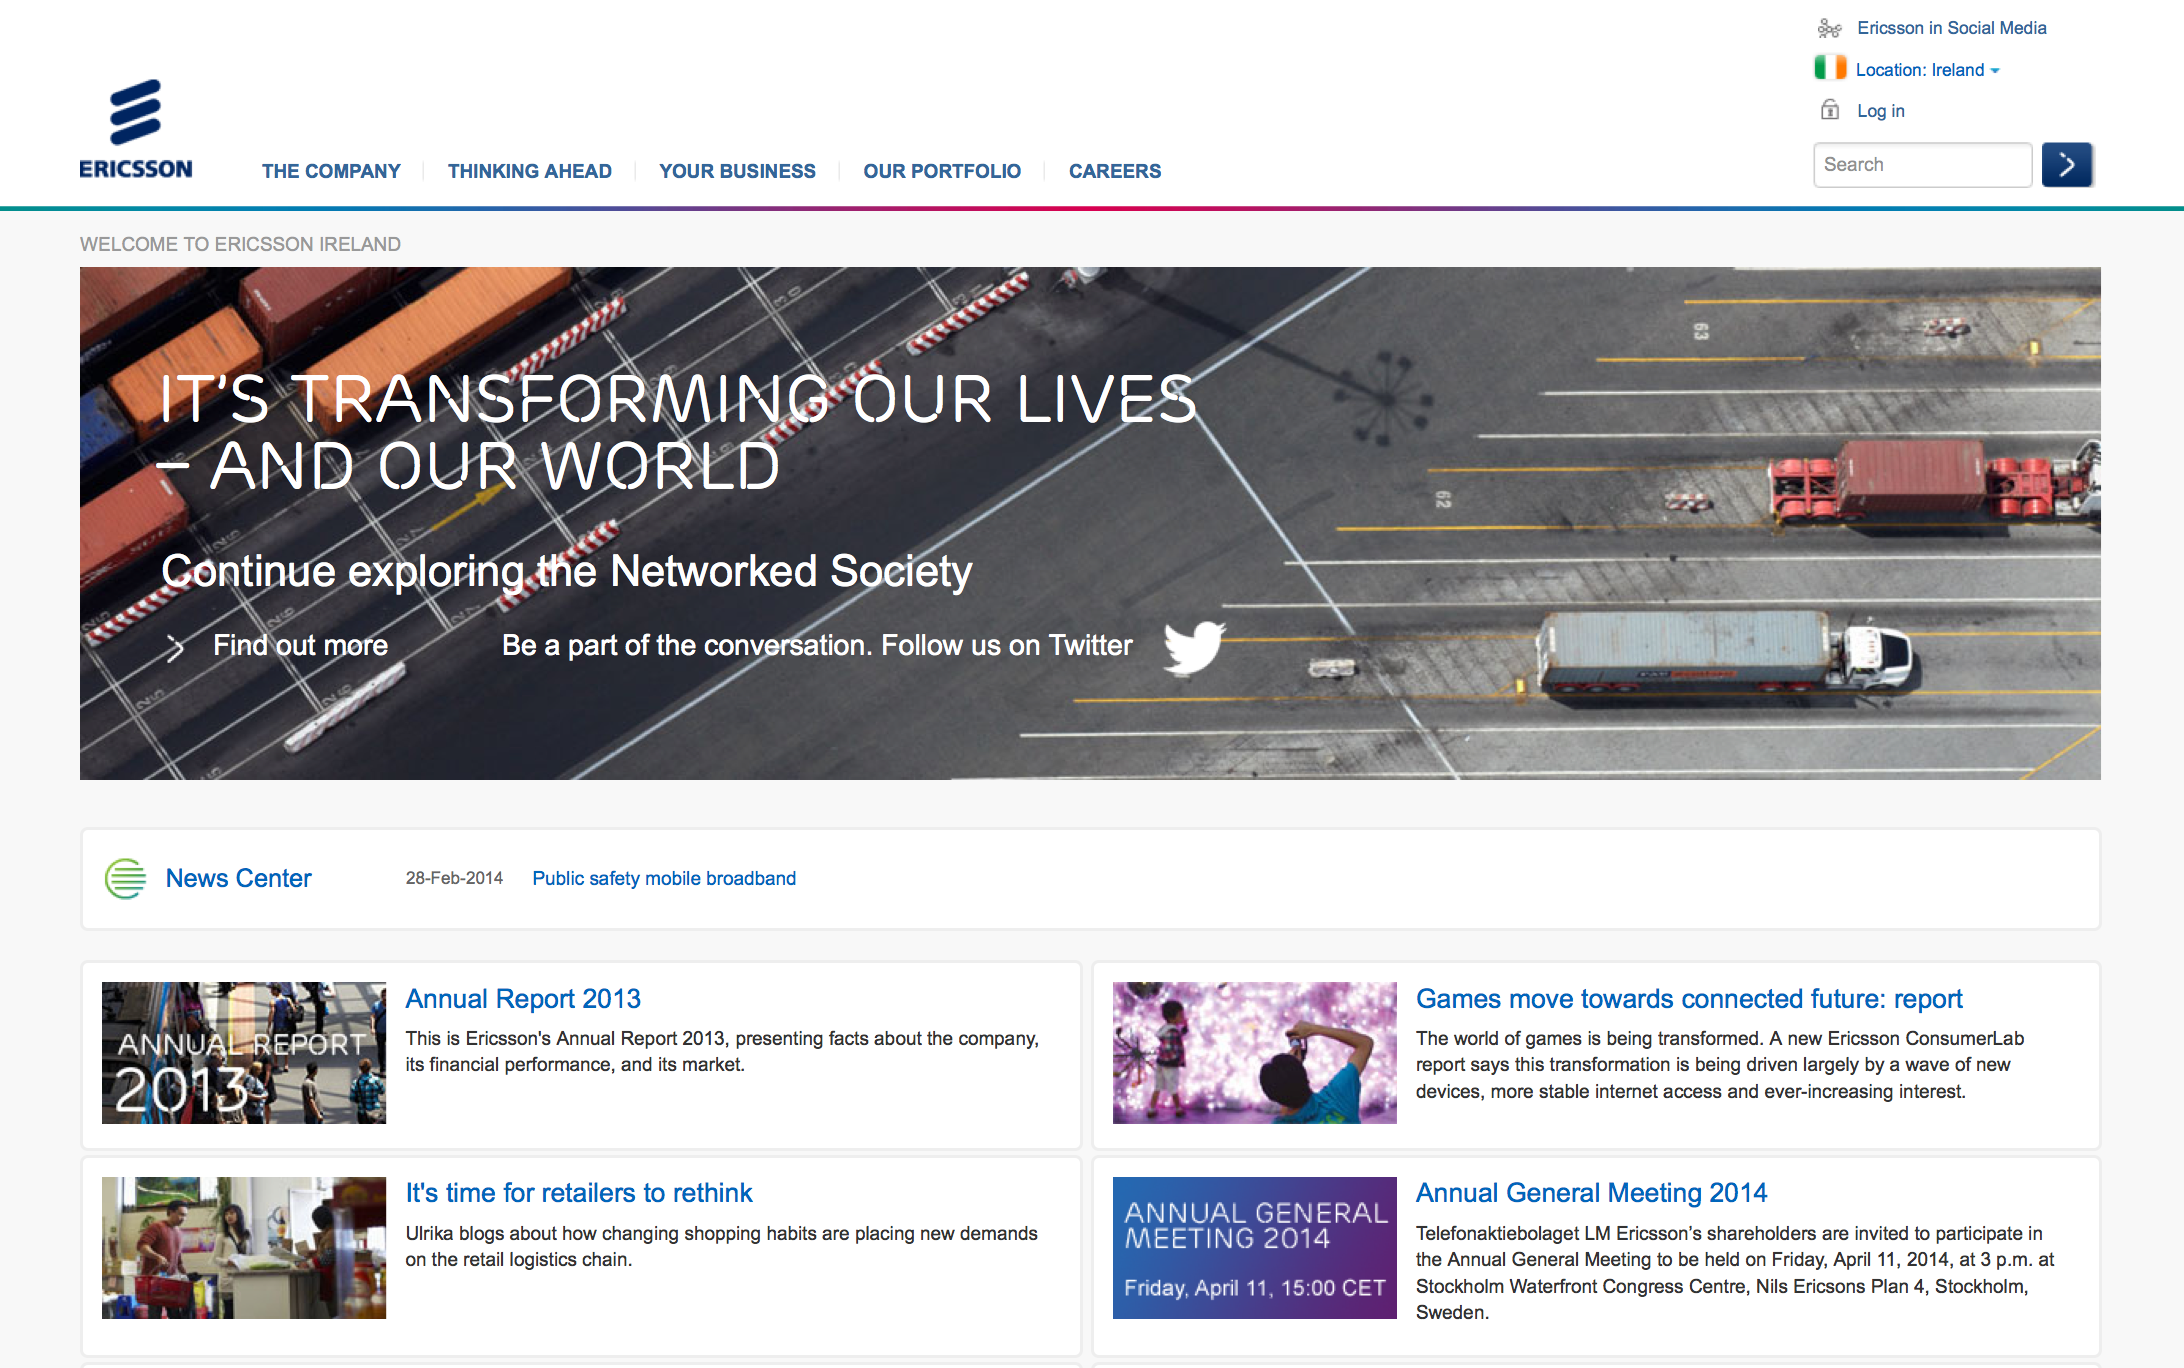 Ericsson in Social Media
Location: Ireland
Log in
Search
ERICSSON
THE COMPANY
THINKING AHEAD
YOUR BUSINESS
OUR PORTFOLIO
CAREERS
WELCOME TO ERICSSON IRELAND
IT'S TRANSFORMING OUR LIVES
– AND OUR WORLD
Continue exploring the Networked Society
Find out more
Be a part of the conversation. Follow us on Twitter
63
62
News Center
28-Feb-2014
Public safety mobile broadband
ANNUAL REPORT
2013
Annual Report 2013
This is Ericsson's Annual Report 2013, presenting facts about the company,
its financial performance, and its market.
Games move towards connected future: report
The world of games is being transformed. A new Ericsson ConsumerLab
report says this transformation is being driven largely by a wave of new
devices, more stable internet access and ever-increasing interest.
It's time for retailers to rethink
Ulrika blogs about how changing shopping habits are placing new demands
on the retail logistics chain.
ANNUAL GENERAL
MEETING 2014
Friday, April 11, 15:00 CET
Annual General Meeting 2014
Telefonaktiebolaget LM Ericsson’s shareholders are invited to participate in
the Annual General Meeting to be held on Friday, April 11, 2014, at 3 p.m. at
Stockholm Waterfront Congress Centre, Nils Ericsons Plan 4, Stockholm,
Sweden.